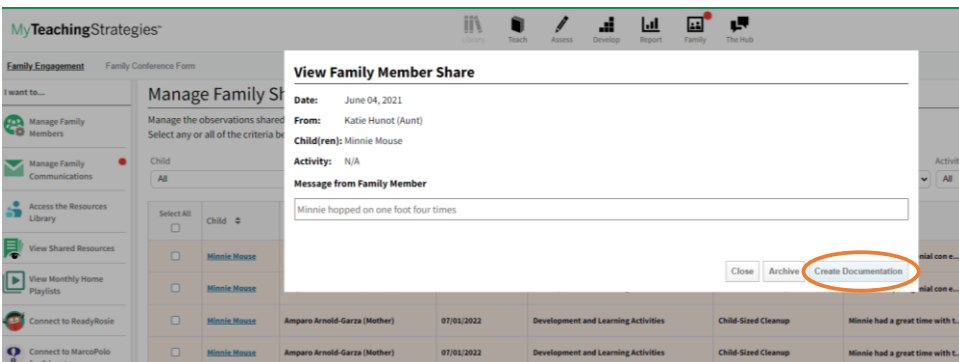 MyTeachingStrategies™
Library Teach Assess Develop Report Family The Hub
Family Engagement Family Conference Form
I want to...
Manage Family Members
Manage Family Communications
Access the Resources Library
View Shared Resources
View Monthly Home Playlists
Connect to ReadyRosie
Connect to MarcoPolo
Manage Family Sh
Manage the observations shared
Select any or all of the criteria be
Child
All
Activit
All
Select All Child
View Family Member Share
Date: June 04, 2021
From: Katie Hunot (Aunt)
Child(ren): Minnie Mouse
Activity: N/A
Message from Family Member
Minnie hopped on one foot four times
Close Archive Create Documentation
Minnie Mouse nial con e...
Minnie Mouse nial con e...
Minnie Mouse Amparo Arnold-Garza (Mother) 07/01/2022 Development and Learning Activities Child-Sized Cleanup Minnie had a great time with t..
Minnie Mouse Amparo Arnold-Garza (Mother) 07/01/2022 Development and Learning Activities Child-Sized Cleanup Minnie had a great time with t..